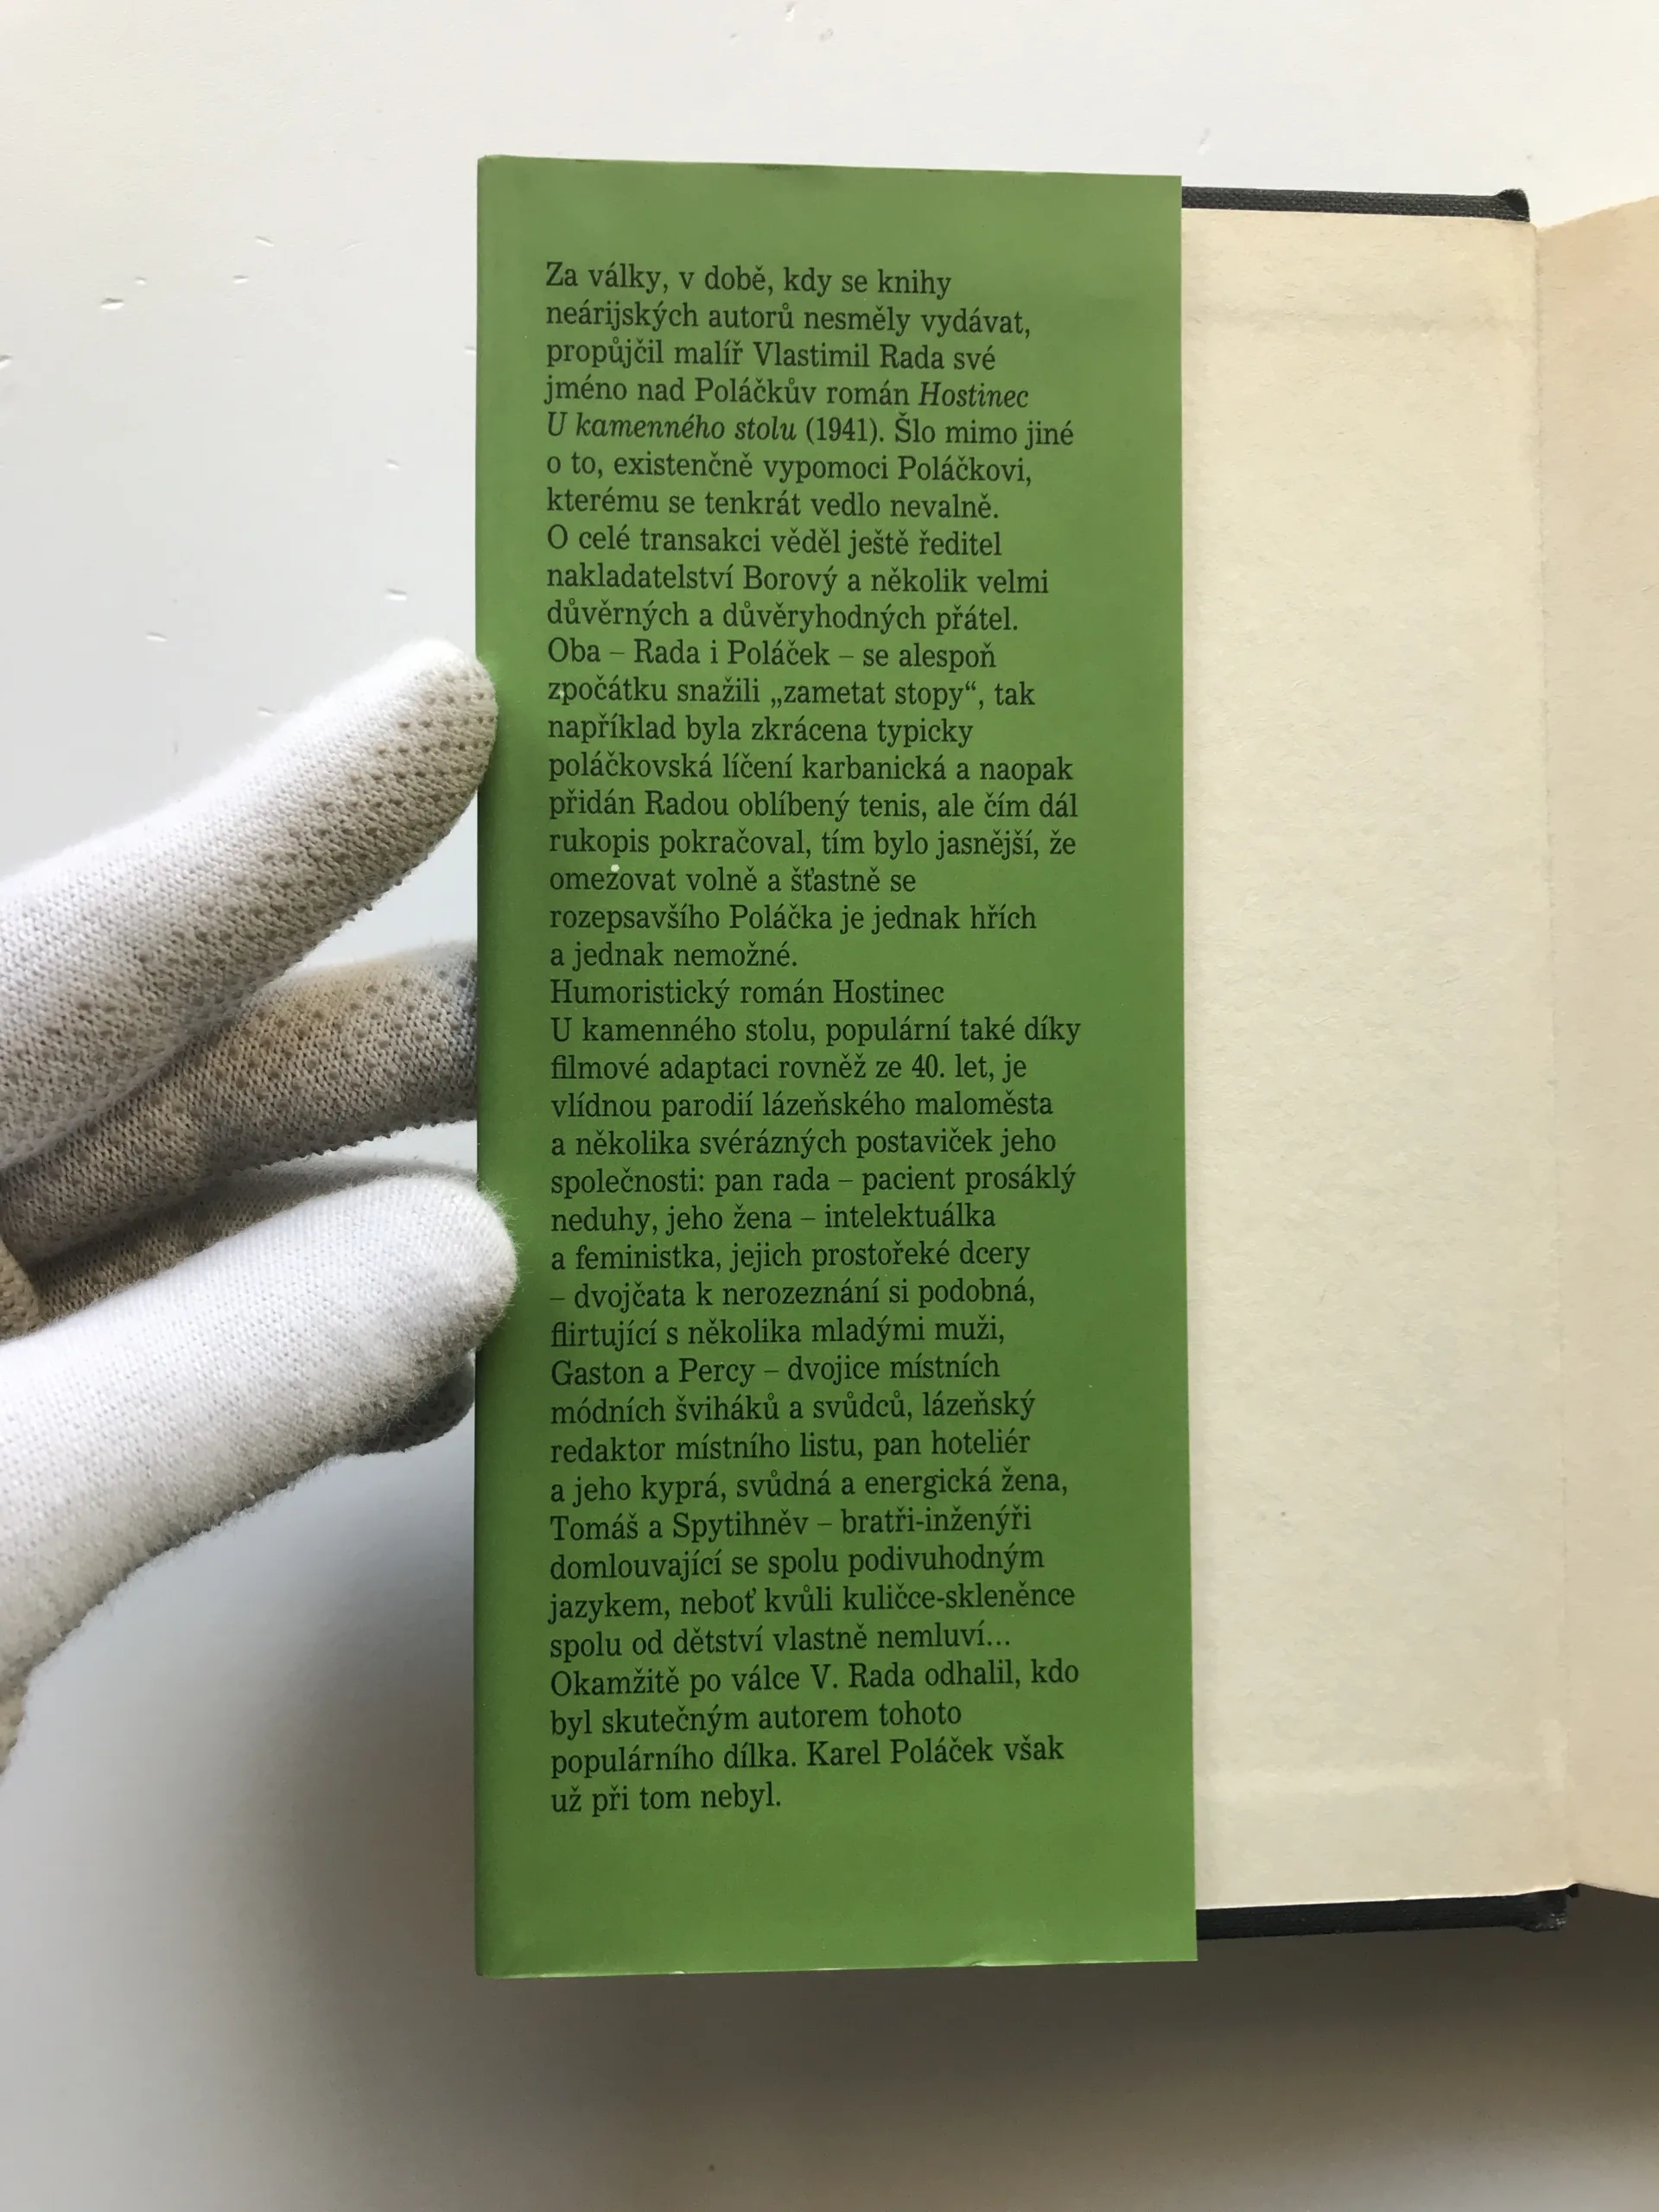 Za války, v době, kdy se knihy
neárijských autorů nesměly vydávat,
propůjčil malíř Vlastimil Rada své
jméno nad Poláčkův román Hostinec
U kamenného stolu (1941). Šlo mimo jiné
o to, existenčně vypomoci Poláčkovi,
kterému se tenkrát vedlo nevalně.
O celé transakci věděl ještě ředitel
nakladatelství Borový a několik velmi
důvěrných a důvěryhodných přátel.
Oba – Rada i Poláček – se alespoň
zpočátku snažili „zametat stopy“, tak
například byla zkrácena typicky
poláčkovská líčení karbanická a naopak
přidán Radou oblíbený tenis, ale čím dál
rukopis pokračoval, tím bylo jasnější, že
omezovat volně a šťastně se
rozepsavšího Poláčka je jednak hřích
a jednak nemožné.
Humoristický román Hostinec
U kamenného stolu, populární také díky
filmové adaptaci rovněž ze 40. let, je
vlídnou parodií lázeňského maloměsta
a několika svérázných postaviček jeho
společnosti: pan rada – pacient prosáklý
neduhy, jeho žena – intelektuálka
a feministka, jejich prostořeké dcery
– dvojčata k nerozeznání si podobná,
flirtující s několika mladými muži,
Gaston a Percy – dvojice místních
módních šviháků a svůdců, lázeňský
redaktor místního listu, pan hoteliér
a jeho kyprá, svůdná a energická žena,
Tomáš a Spytihněv – bratři-inženýři
domlouvající se spolu podivuhodným
jazykem, neboť kvůli kuličce-skleněnce
spolu od dětství vlastně nemluví...
Okamžitě po válce V. Rada odhalil, kdo
byl skutečným autorem tohoto
populárního dílka. Karel Poláček však
už při tom nebyl.